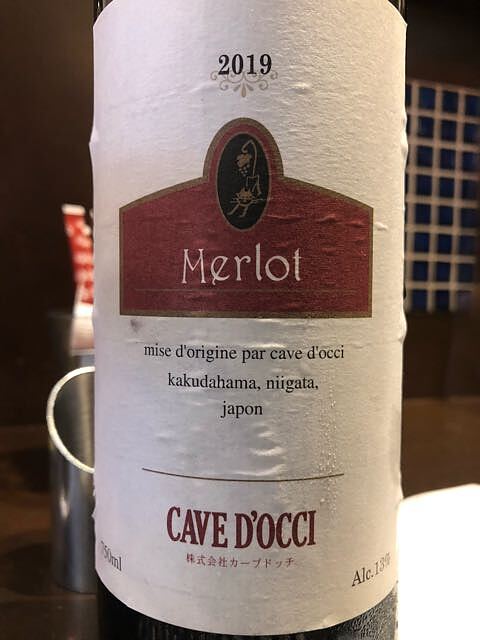 2019
Merlot
mise d'origine par cave d'occi
kakudahama, niigata,
japon
CAVE D'OCCI
株式会社カーブドッチ
750ml
Alc.13%